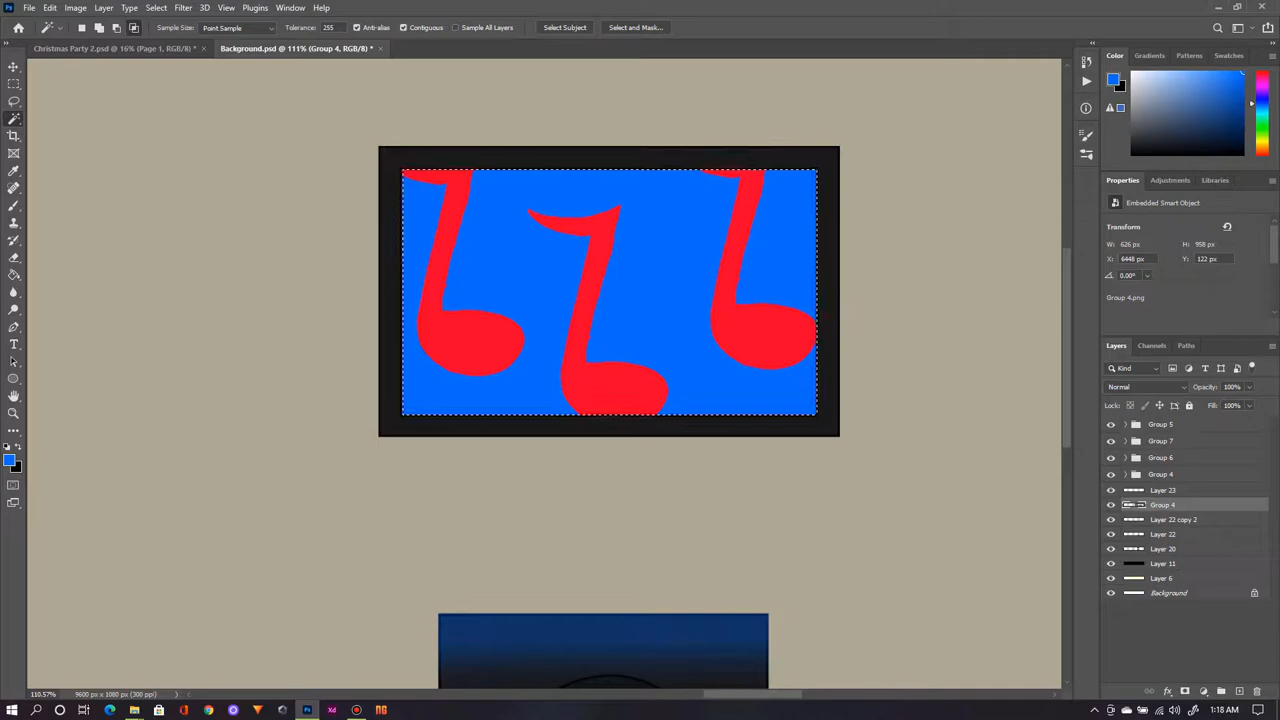 File Edit Image Layer Type Select Filter 3D View Plugins Window Help
Sample Size: Point Sample Tolerance: 255 Anti-alias Contiguous Sample All Layers Select Subject Select and Mask...
Christmas Party 2.psd @ 16% (Page 1, RGB/8) * × Background.psd @ 111% (Group 4, RGB/8) * ×
Color Gradients Patterns Swatches
Properties Adjustments Libraries
Embedded Smart Object
Transform
W: 626 px H: 958 px
X: 6448 px Y: 122 px
0.00°
Group 4.png
Layers Channels Paths
Kind
Normal Opacity: 100%
Lock: Fill: 100%
Group 5
Group 7
Group 6
Group 4
Layer 23
Group 4
Layer 22 copy 2
Layer 22
Layer 20
Layer 11
Layer 6
Background
110.57% 9600 px x 1080 px (300 ppi)
1:18 AM